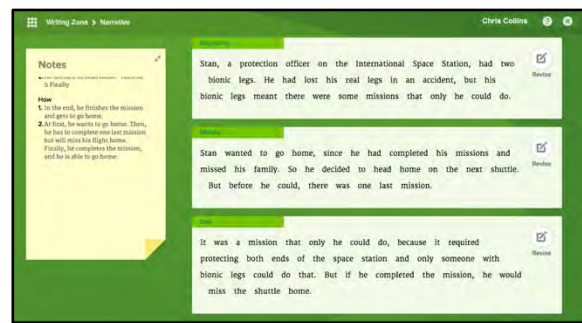 Writing Zone > Narrative
Chris Collins
Notes
h Finally
How
1. In the end, he finishes the mission
and gets to go home.
2. At first, he wants to go home. Then,
he has to complete one last mission
but will miss his flight home.
Finally, he completes the mission,
and he is able to go home.
Beginning
Stan, a protection officer on the International Space Station, had two
bionic legs. He had lost his real legs in an accident, but his
bionic legs meant there were some missions that only he could do.
Revise
Middle
Stan wanted to go home, since he had completed his missions and
missed his family. So he decided to head home on the next shuttle.
But before he could, there was one last mission.
Revise
End
It was a mission that only he could do, because it required
protecting both ends of the space station and only someone with
bionic legs could do that. But if he completed the mission, he would
miss the shuttle home.
Revise